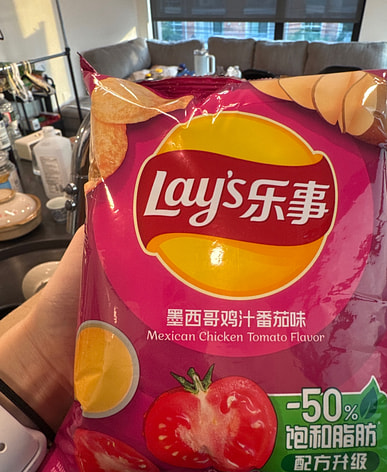 Lay's乐事
墨西哥鸡汁番茄味
Mexican Chicken Tomato Flavor
-50%
饱和脂肪
配方升级